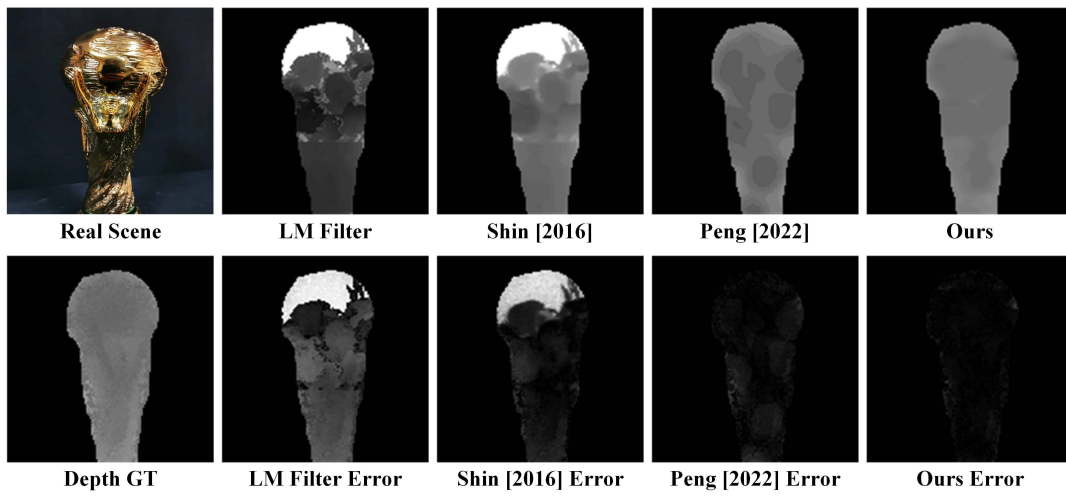 Real Scene LM Filter Shin [2016] Peng [2022] Ours
Depth GT LM Filter Error Shin [2016] Error Peng [2022] Error Ours Error